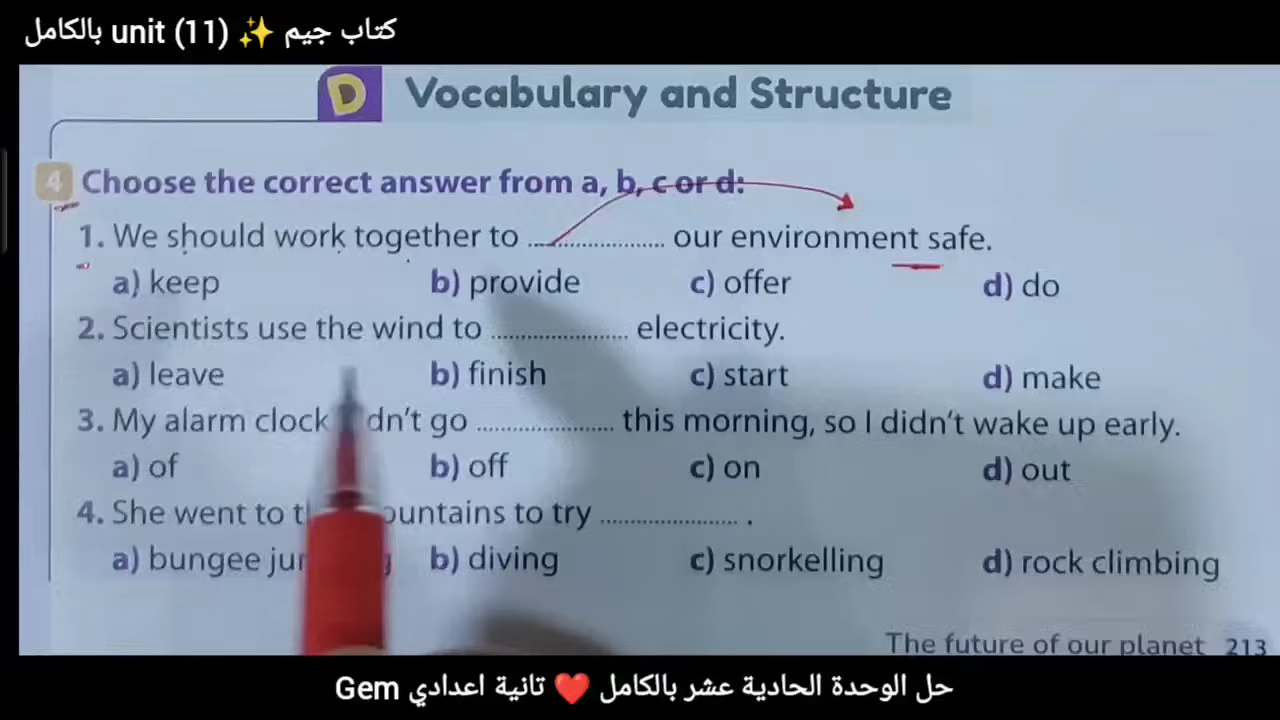 كتاب جيم ✨ unit (11) بالكامل
D Vocabulary and Structure
4 Choose the correct answer from a, b, c or d:
1. We should work together to .................... our environment safe.
a) keep b) provide c) offer d) do
2. Scientists use the wind to .................... electricity.
a) leave b) finish c) start d) make
3. My alarm clock go .................... this morning, so I didn't wake up early.
a) of b) off c) on d) out
4. She went to to try .................... .
a) bungee b) diving c) snorkelling d) rock climbing
The future of our planet 213
حل الوحدة الحادية عشر بالكامل ❤️ تانية اعدادي Gem